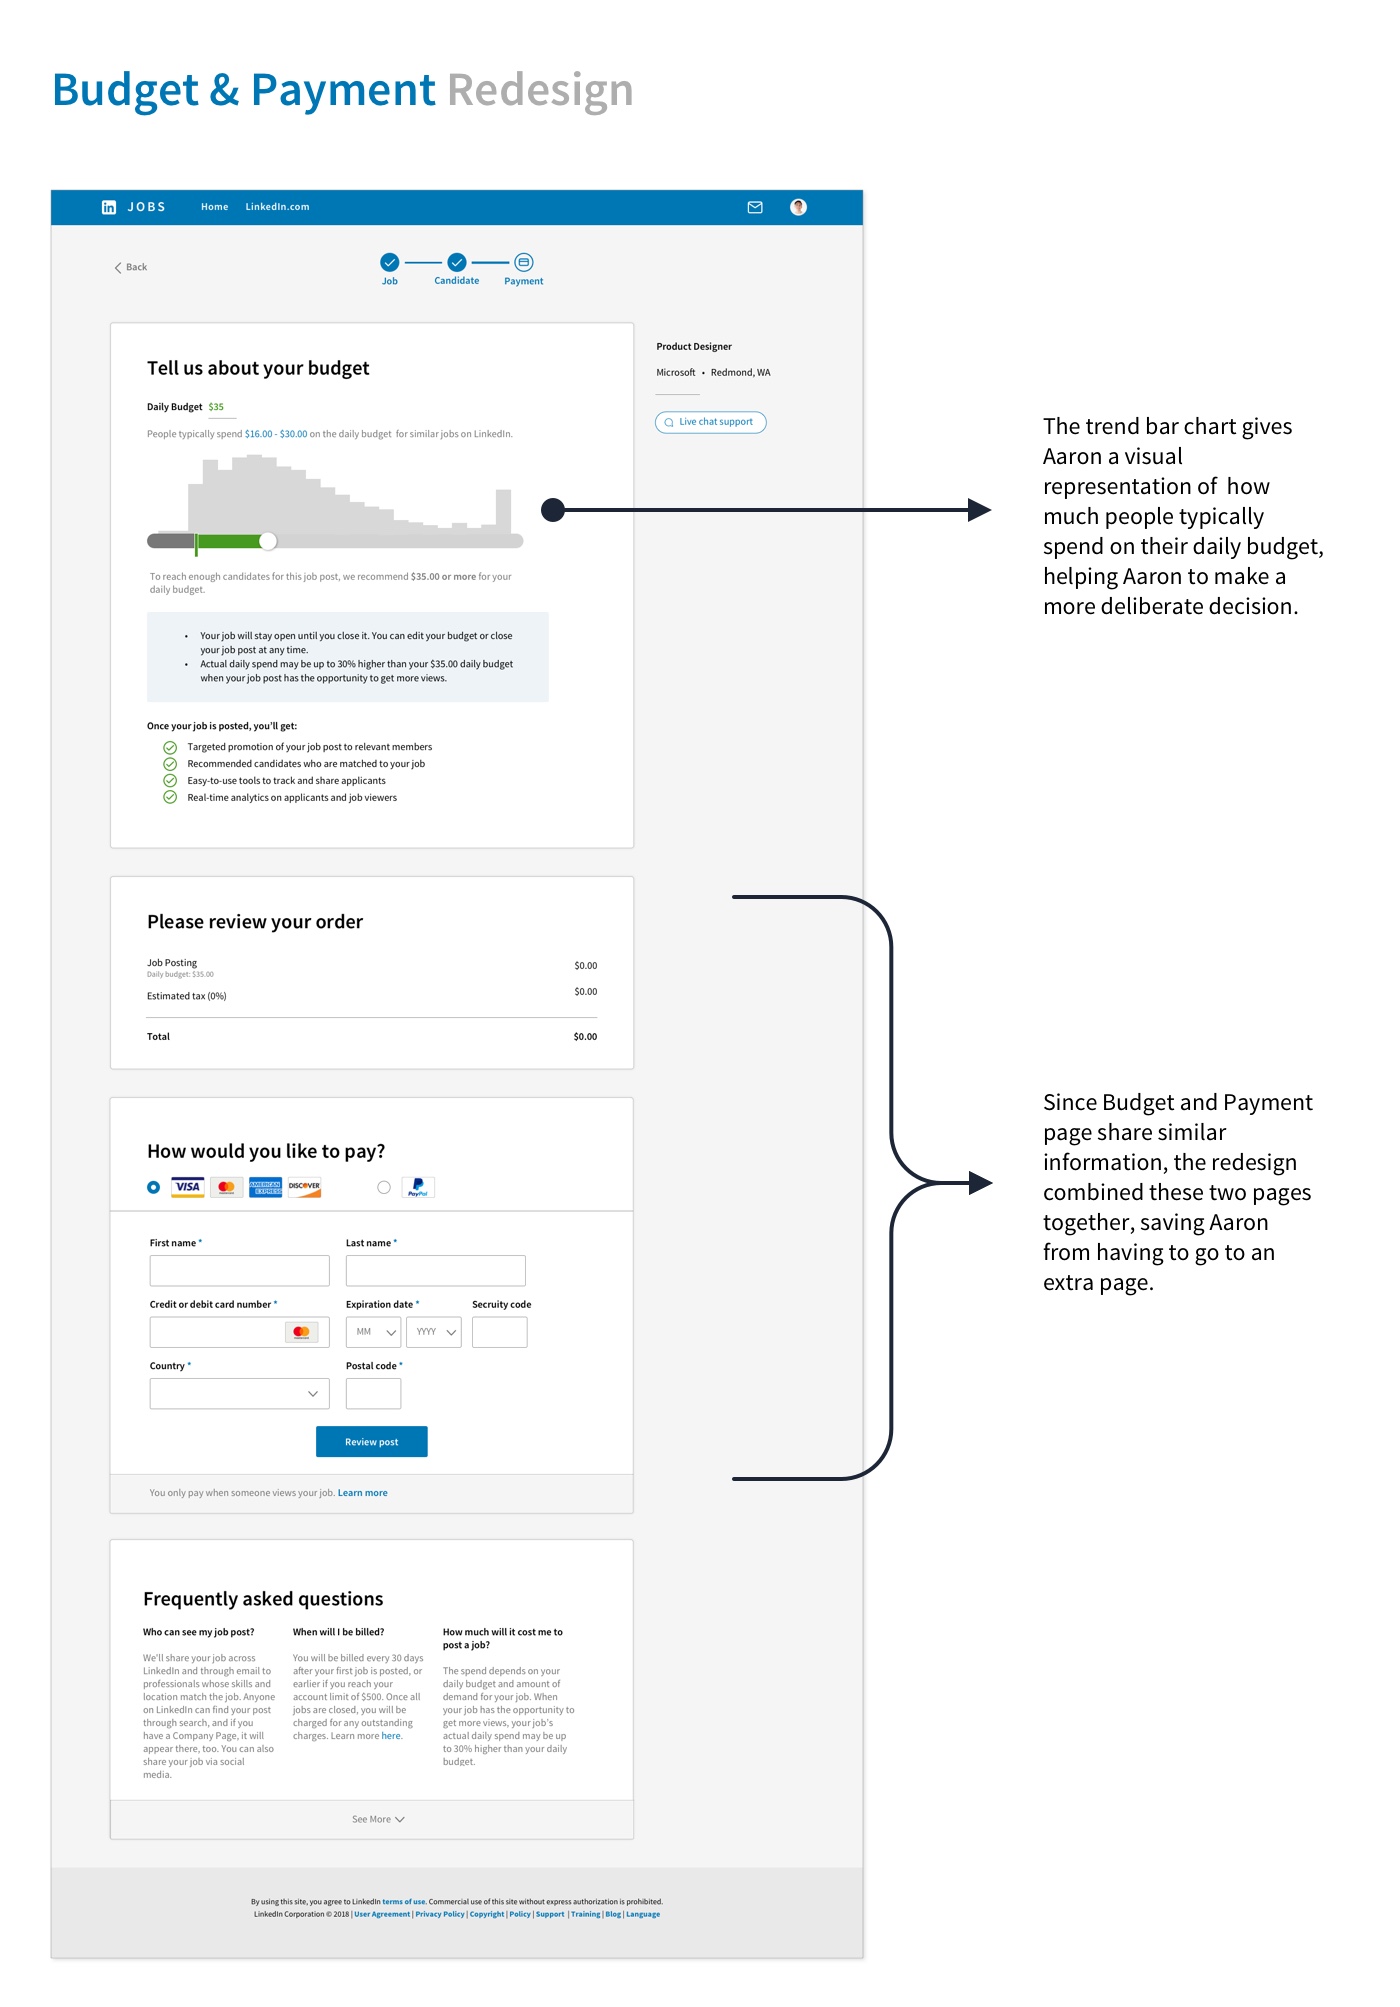 Budget & Payment Redesign
in JOBS Home LinkedIn.com
Back
Job Candidate Payment
Tell us about your budget
Daily Budget $35
People typically spend $16.00 - $30.00 on the daily budget for similar jobs on LinkedIn.
To reach enough candidates for this job post, we recommend $35.00 or more for your
daily budget.
• Your job will stay open until you close it. You can edit your budget or close
your job post at any time.
• Actual daily spend may be up to 30% higher than your $35.00 daily budget
when your job post has the opportunity to get more views.
Once your job is posted, you'll get:
Targeted promotion of your job post to relevant members
Recommended candidates who are matched to your job
Easy-to-use tools to track and share applicants
Real-time analytics on applicants and job viewers
Product Designer
Microsoft • Redmond, WA
Live chat support
The trend bar chart gives
Aaron a visual
representation of how
much people typically
spend on their daily budget,
helping Aaron to make a
more deliberate decision.
Please review your order
Job Posting $0.00
Daily budget: $35.00
Estimated tax (0%) $0.00
Total $0.00
How would you like to pay?
VISA mastercard AMERICAN EXPRESS DISCOVER PayPal
First name * Last name *
Credit or debit card number * Expiration date * Secruity code
MM YYYY
Country * Postal code *
Review post
You only pay when someone views your job. Learn more
Since Budget and Payment
page share similar
information, the redesign
combined these two pages
together, saving Aaron
from having to go to an
extra page.
Frequently asked questions
Who can see my job post?
We'll share your job across
LinkedIn and through email to
professionals whose skills and
location match the job. Anyone
on LinkedIn can find your post
through search, and if you
have a Company Page, it will
appear there, too. You can also
share your job via social
media.
When will I be billed?
You will be billed every 30 days
after your first job is posted, or
earlier if you reach your
account limit of $500. Once all
jobs are closed, you will be
charged for any outstanding
charges. Learn more here.
How much will it cost me to
post a job?
The spend depends on your
daily budget and amount of
demand for your job. When
your job has the opportunity to
get more views, your job's
actual daily spend may be up
to 30% higher than your daily
budget.
See More
By using this site, you agree to LinkedIn terms of use. Commercial use of this site without express authorization is prohibited.
LinkedIn Corporation © 2018 | User Agreement | Privacy Policy | Copyright | Policy | Support | Training | Blog | Language